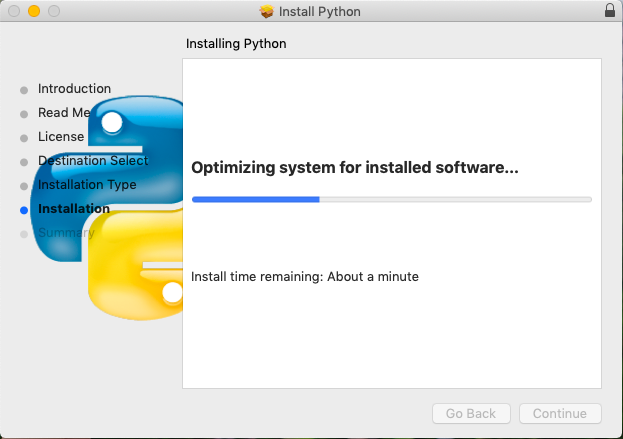 Install Python
Installing Python
Introduction
Read Me
License
Destination Select
Installation Type
Installation
Summary
Optimizing system for installed software...
Install time remaining: About a minute
Go Back
Continue